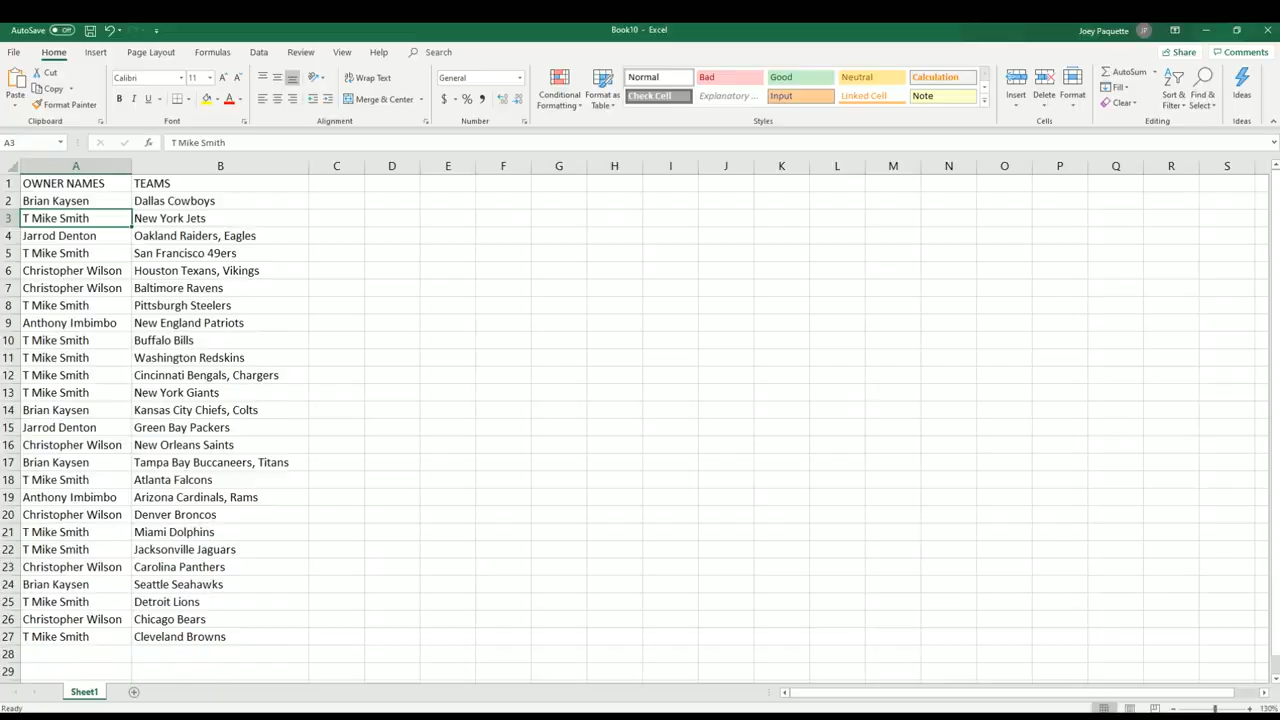 AutoSave Off Book10 - Excel Joey Paquette JP
File Home Insert Page Layout Formulas Data Review View Help Search Share Comments
Paste Cut Copy Format Painter Clipboard
Calibri 11 B I U Font
Wrap Text Merge & Center Alignment
General $ % , Number
Conditional Formatting Format as Table
Normal Bad Good Neutral Calculation
Check Cell Explanatory ... Input Linked Cell Note
Styles
Insert Delete Format Cells
AutoSum Fill Clear Sort & Filter Find & Select Editing
Ideas Ideas
A3 fx T Mike Smith
A B C D E F G H I J K L M N O P Q R S
1 OWNER NAMES TEAMS
2 Brian Kaysen Dallas Cowboys
3 T Mike Smith New York Jets
4 Jarrod Denton Oakland Raiders, Eagles
5 T Mike Smith San Francisco 49ers
6 Christopher Wilson Houston Texans, Vikings
7 Christopher Wilson Baltimore Ravens
8 T Mike Smith Pittsburgh Steelers
9 Anthony Imbimbo New England Patriots
10 T Mike Smith Buffalo Bills
11 T Mike Smith Washington Redskins
12 T Mike Smith Cincinnati Bengals, Chargers
13 T Mike Smith New York Giants
14 Brian Kaysen Kansas City Chiefs, Colts
15 Jarrod Denton Green Bay Packers
16 Christopher Wilson New Orleans Saints
17 Brian Kaysen Tampa Bay Buccaneers, Titans
18 T Mike Smith Atlanta Falcons
19 Anthony Imbimbo Arizona Cardinals, Rams
20 Christopher Wilson Denver Broncos
21 T Mike Smith Miami Dolphins
22 T Mike Smith Jacksonville Jaguars
23 Christopher Wilson Carolina Panthers
24 Brian Kaysen Seattle Seahawks
25 T Mike Smith Detroit Lions
26 Christopher Wilson Chicago Bears
27 T Mike Smith Cleveland Browns
28
29
Sheet1
Ready 130%